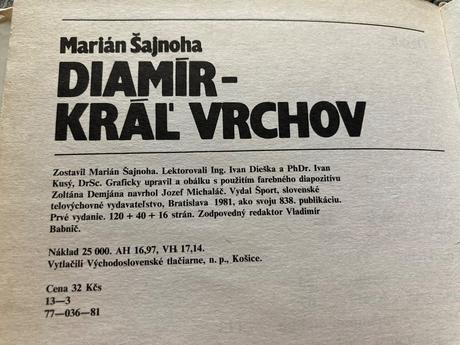 Marián Šajnoha
DIAMÍR –
KRÁĽ VRCHOV
Zostavil Marián Šajnoha. Lektorovali Ing. Ivan Dieška a PhDr. Ivan
Kusý, DrSc. Graficky upravil a obálku s použitím farebného diapozitívu
Zoltána Demjána navrhol Jozef Michaláč. Vydal Šport, slovenské
telovýchovné vydavateľstvo, Bratislava 1981, ako svoju 838. publikáciu.
Prvé vydanie. 120 + 40 + 16 strán. Zodpovedný redaktor Vladimír
Babnič.
Náklad 25 000. AH 16,97, VH 17,14.
Vytlačili Východoslovenské tlačiarne, n. p., Košice.
Cena 32 Kčs
13—3
77—036—81